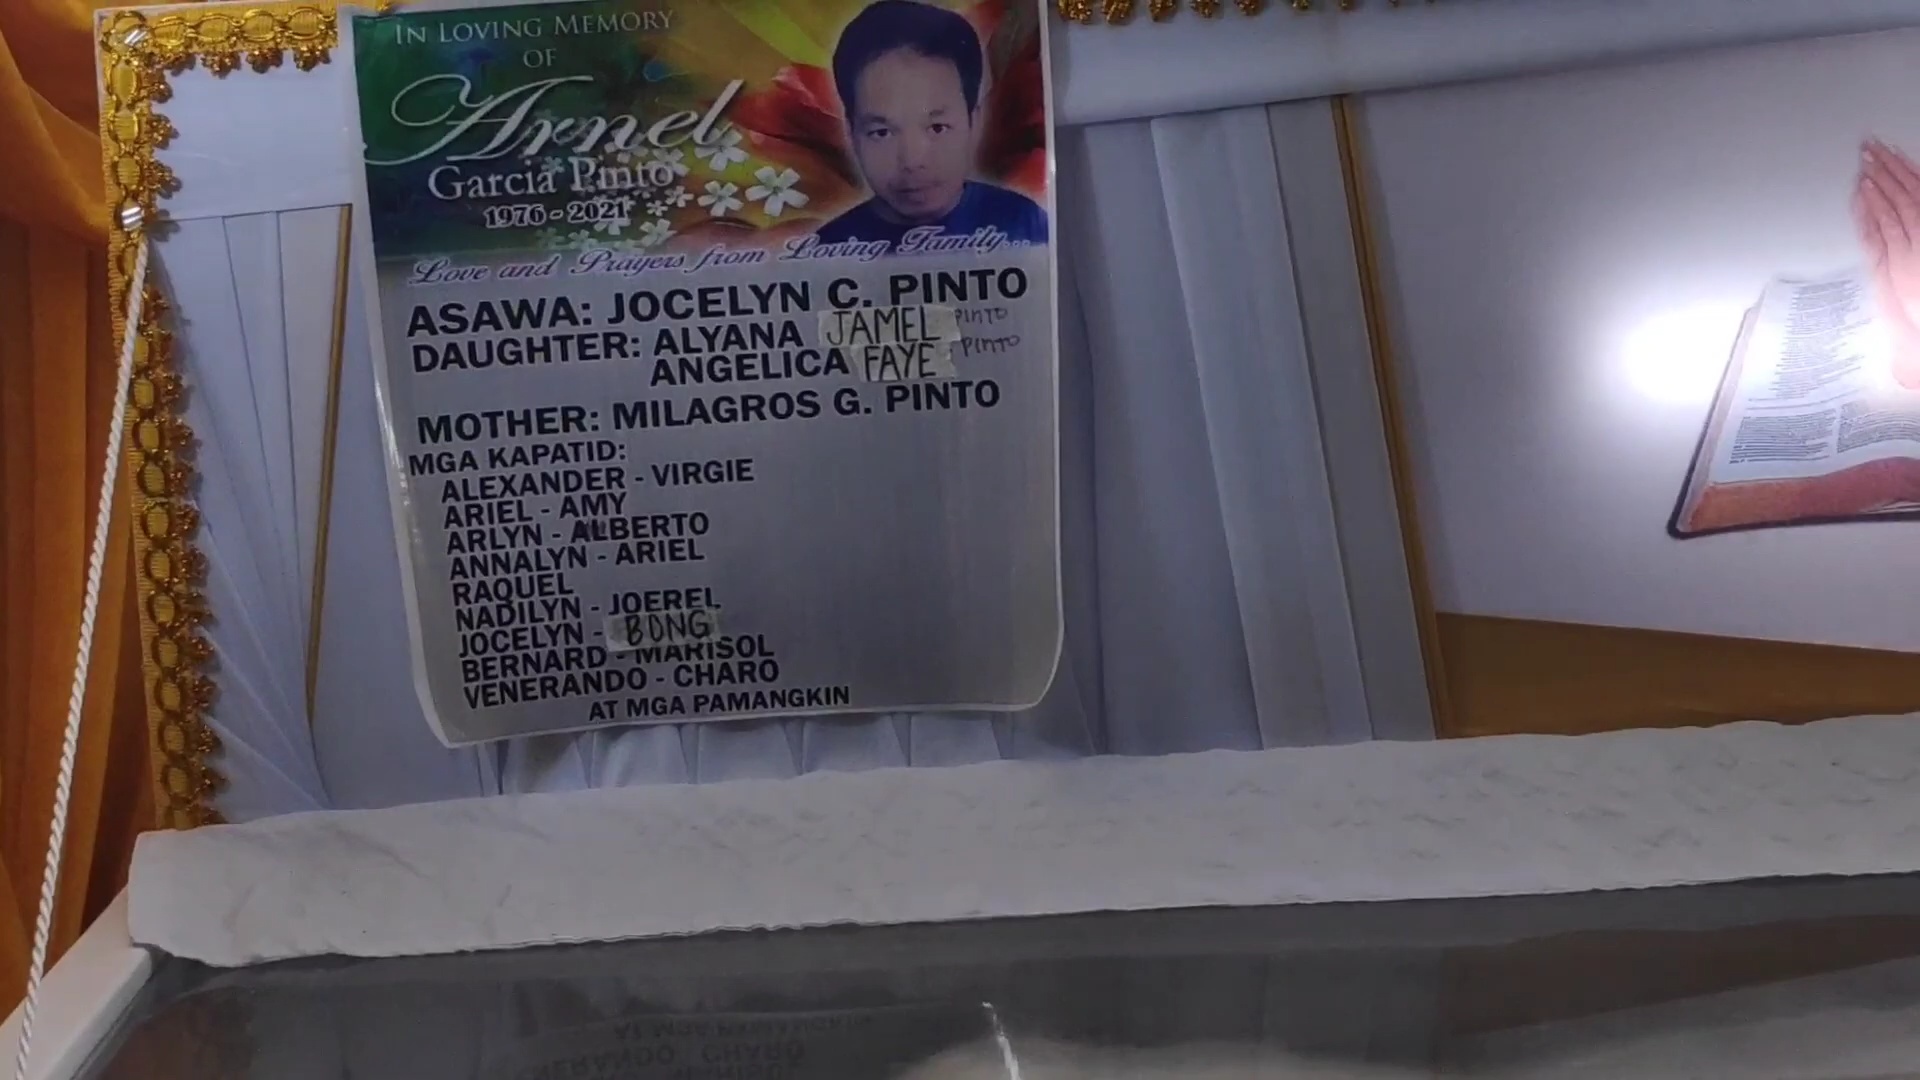 IN LOVING MEMORY
OF
Arnel
Garcia Pinto
1976 - 2021
Love and Prayers from Loving Family...
ASAWA: JOCELYN C. PINTO
DAUGHTER: ALYANA JAMEL PINTO
ANGELICA FAYE PINTO
MOTHER: MILAGROS G. PINTO
MGA KAPATID:
ALEXANDER - VIRGIE
ARIEL - AMY
ARLYN - ALBERTO
ANNALYN - ARIEL
RAQUEL
NADILYN - JOEREL
JOCELYN - BONG
BERNARD - MARISOL
VENERANDO - CHARO
AT MGA PAMANGKIN